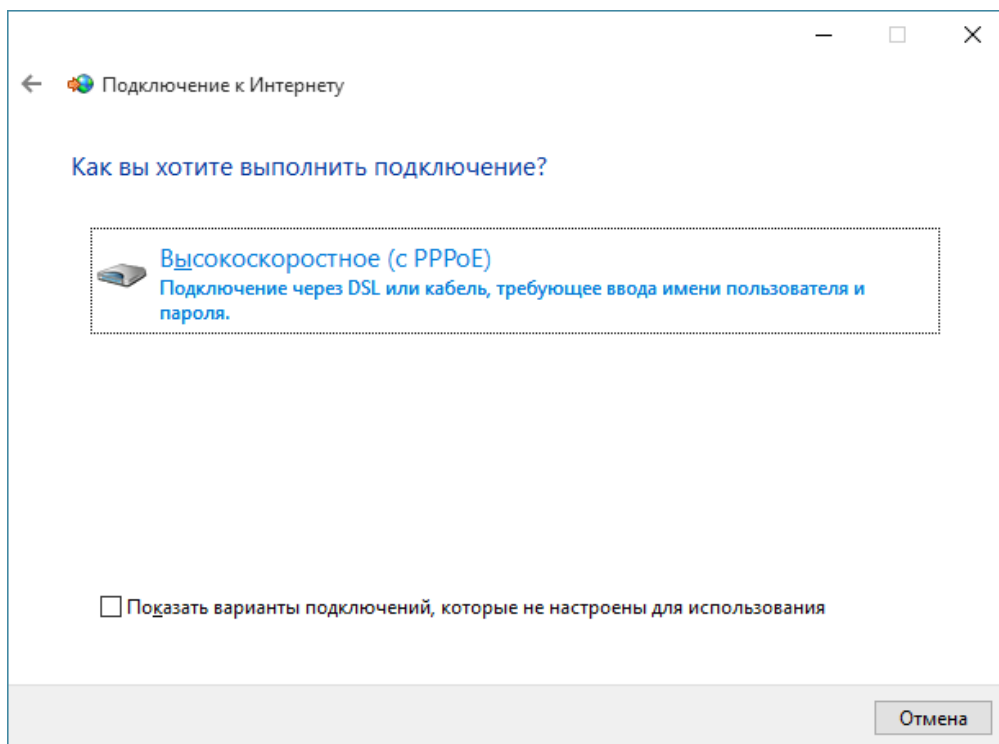 Подключение к Интернету
Как вы хотите выполнить подключение?
Высокоскоростное (с PPPoE)
Подключение через DSL или кабель, требующее ввода имени пользователя и
пароля.
Показать варианты подключений, которые не настроены для использования
Отмена